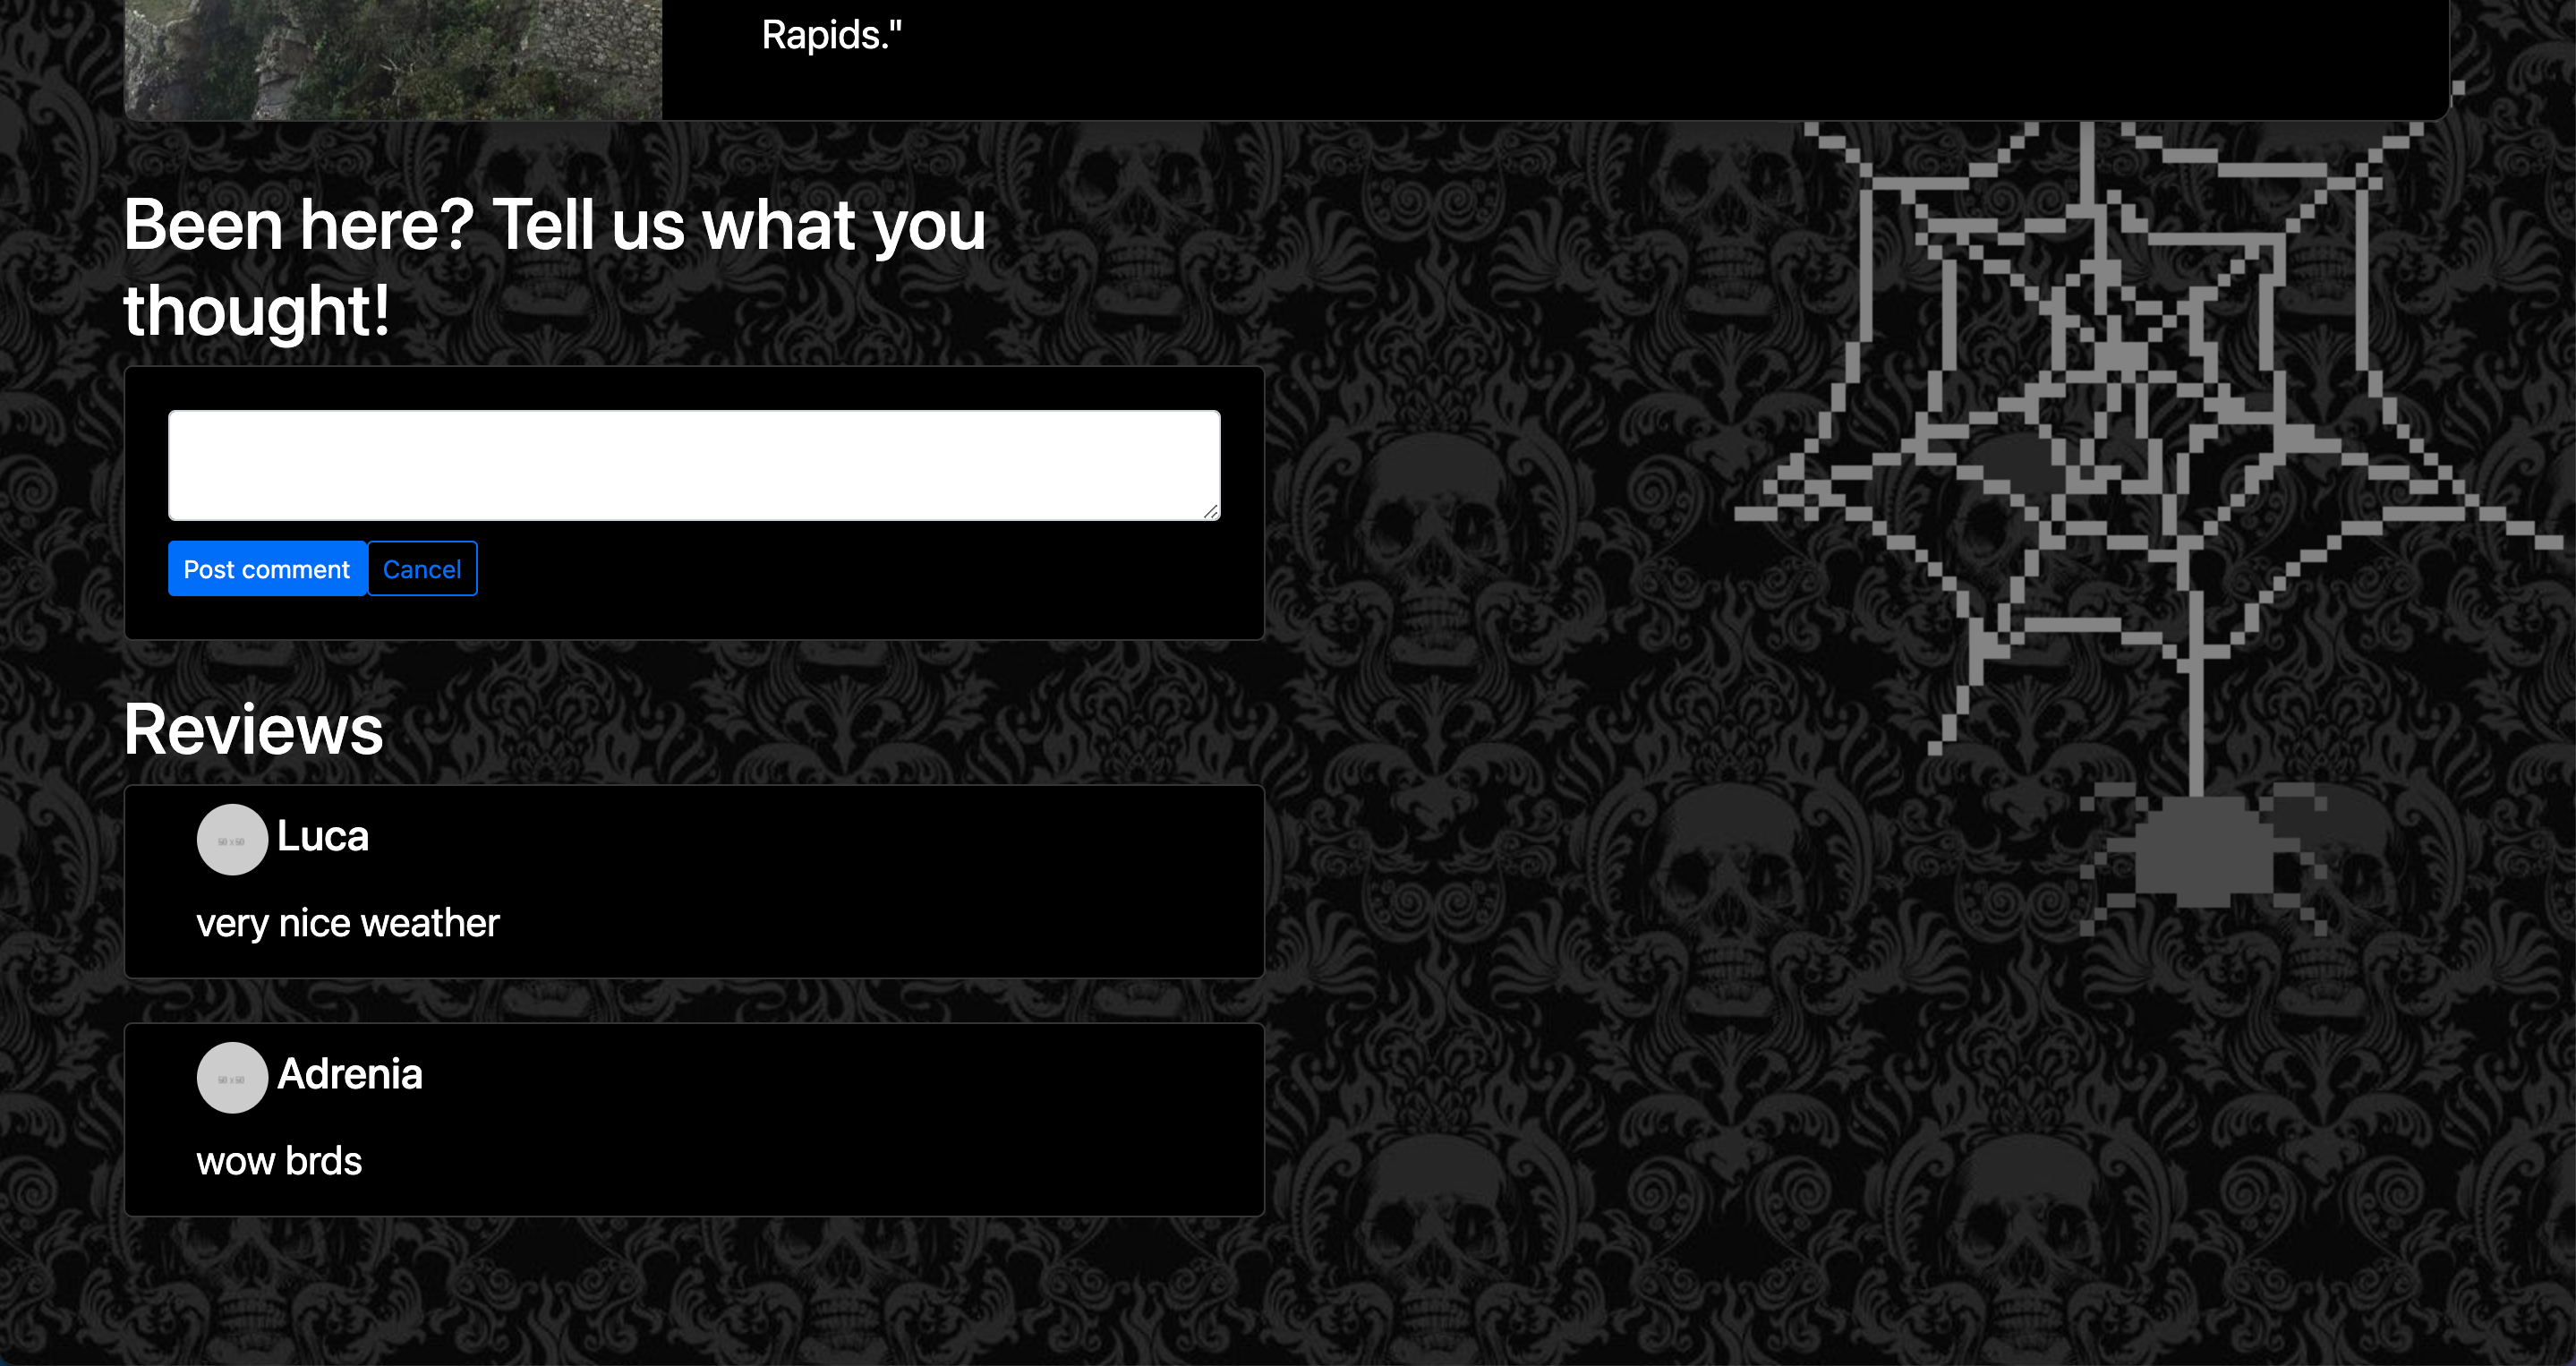 Rapids."
Been here? Tell us what you
thought!
Post comment Cancel
Reviews
50 x 50 Luca
very nice weather
50 x 50 Adrenia
wow brds